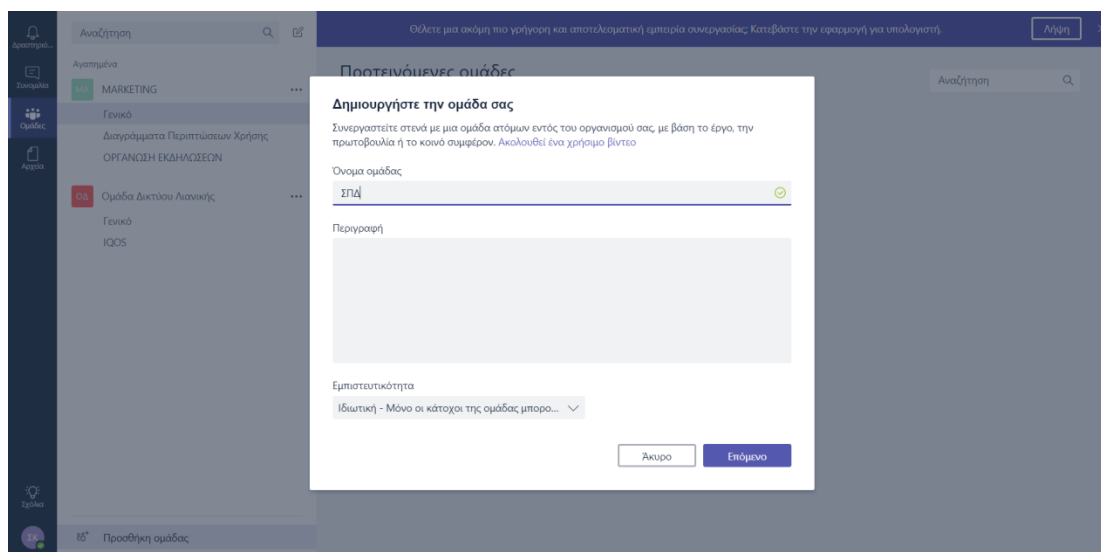 Θέλετε μια ακόμη πιο γρήγορη και αποτελεσματική εμπειρία συνεργασίας; Κατεβάστε την εφαρμογή για υπολογιστή.
Λήψη
Δραστηριό...
Συνομιλία
Ομάδες
Αρχεία
Σχόλια
ΣΚ
Αναζήτηση
Αγαπημένα
MA
MARKETING
...
Γενικό
Διαγράμματα Περιπτώσεων Χρήσης
ΟΡΓΑΝΩΣΗ ΕΚΔΗΛΩΣΕΩΝ
ΟΔ
Ομάδα Δικτύου Λιανικής
...
Γενικό
IQOS
Προσθήκη ομάδας
Προτεινόμενες ομάδες
Αναζήτηση
Δημιουργήστε την ομάδα σας
Συνεργαστείτε στενά με μια ομάδα ατόμων εντός του οργανισμού σας, με βάση το έργο, την
πρωτοβουλία ή το κοινό συμφέρον. Ακολουθεί ένα χρήσιμο βίντεο
Όνομα ομάδας
ΣΠΔ
Περιγραφή
Εμπιστευτικότητα
Ιδιωτική - Μόνο οι κάτοχοι της ομάδας μπορο...
Άκυρο
Επόμενο